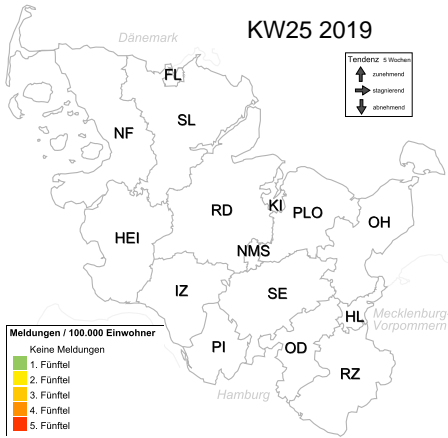 KW25 2019
Dänemark
Tendenz 5 Wochen
zunehmend
stagnierend
abnehmend
FL
NF
SL
RD
KI
PLO
OH
HEI
NMS
IZ
SE
HL
Mecklenburg-
Vorpommern
PI
OD
RZ
Hamburg
Meldungen / 100.000 Einwohner
Keine Meldungen
1. Fünftel
2. Fünftel
3. Fünftel
4. Fünftel
5. Fünftel